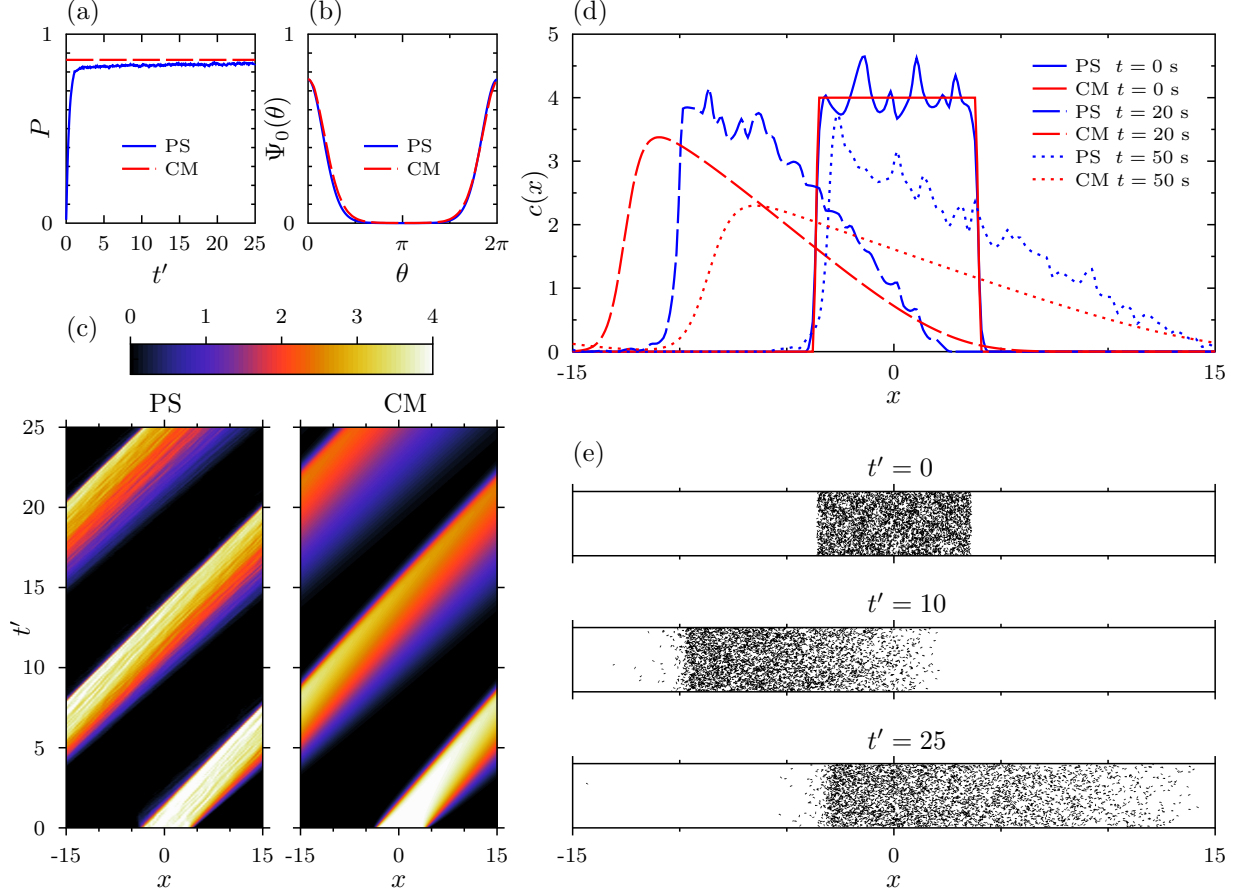 (a)
1
P
0
PS
CM
0 5 10 15 20 25
t′
(b)
1
Ψ₀(θ)
0
PS
CM
0 π 2π
θ
(c)
0 1 2 3 4
PS
CM
25
20
15
t′
10
5
0
-15 0 15
x
-15 0 15
x
(d)
5
4
3
c(x)
2
1
0
PS t = 0 s
CM t = 0 s
PS t = 20 s
CM t = 20 s
PS t = 50 s
CM t = 50 s
-15 0 15
x
(e)
t′ = 0
t′ = 10
t′ = 25
-15 0 15
x